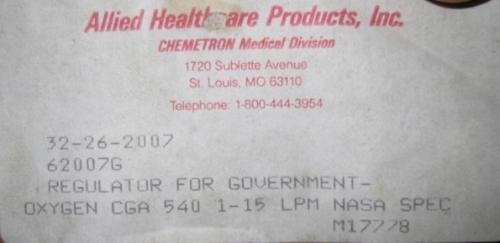 Allied Healthcare Products, Inc.
CHEMETRON Medical Division
1720 Sublette Avenue
St. Louis, MO 63110
Telephone: 1-800-444-3954
32-26-2007
62007G
REGULATOR FOR GOVERNMENT-
OXYGEN CGA 540 1-15 LPM NASA SPEC
M17778